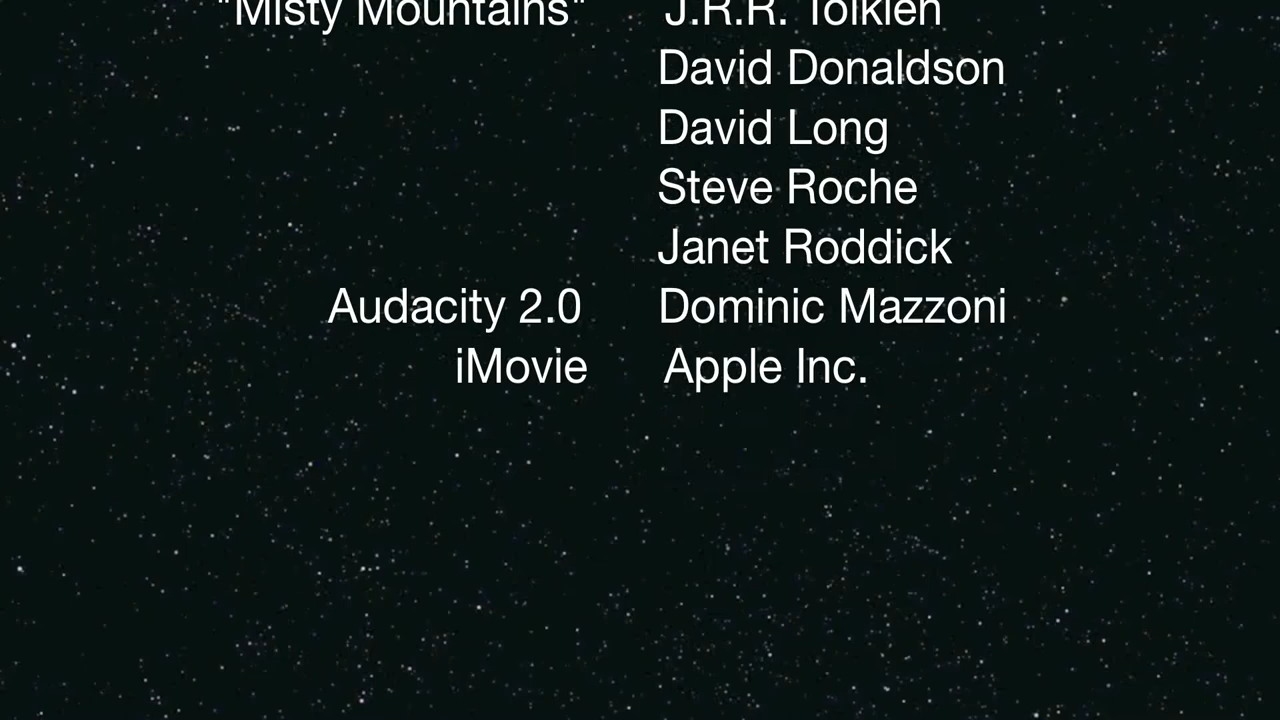 "Misty Mountains" J.R.R. Tolkien
David Donaldson
David Long
Steve Roche
Janet Roddick
Audacity 2.0 Dominic Mazzoni
iMovie Apple Inc.